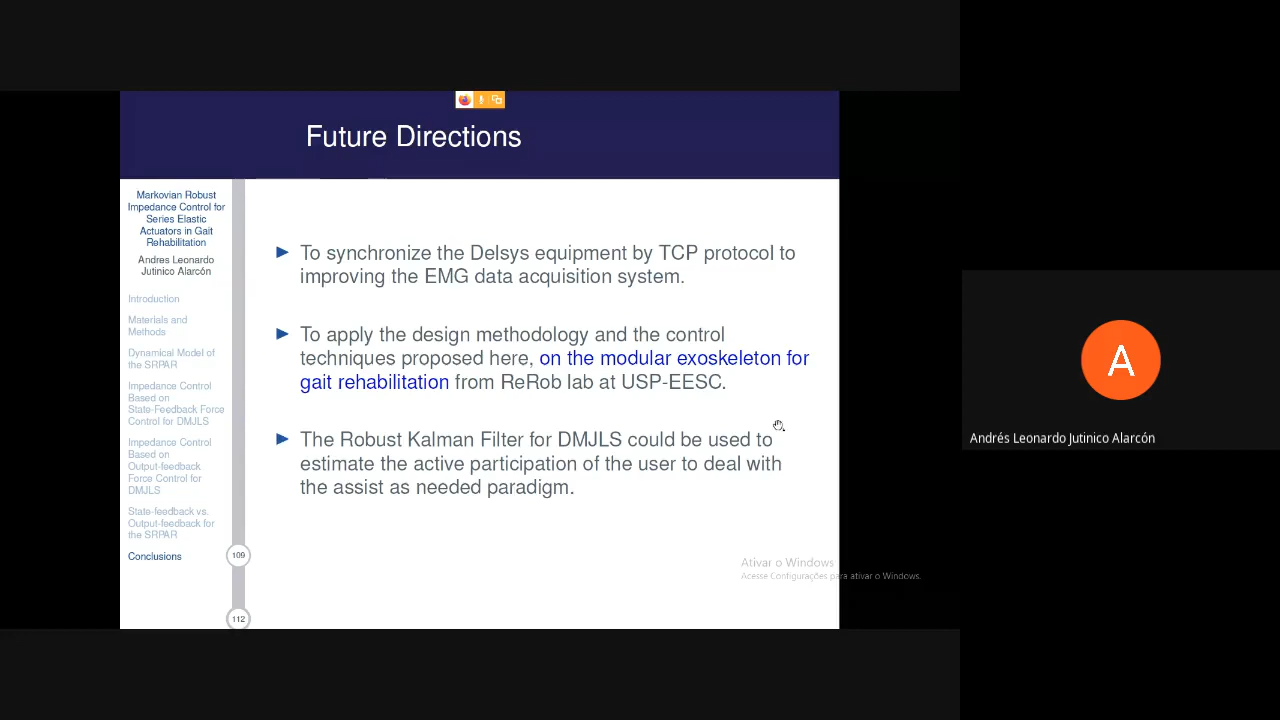 Future Directions
Markovian Robust
Impedance Control for
Series Elastic
Actuators in Gait
Rehabilitation
Andres Leonardo
Jutinico Alarcón
Introduction
Materials and
Methods
Dynamical Model of
the SRPAR
Impedance Control
Based on
State-Feedback Force
Control for DMJLS
Impedance Control
Based on
Output-feedback
Force Control for
DMJLS
State-feedback vs.
Output-feedback for
the SRPAR
Conclusions
109
112
To synchronize the Delsys equipment by TCP protocol to
improving the EMG data acquisition system.
To apply the design methodology and the control
techniques proposed here, on the modular exoskeleton for
gait rehabilitation from ReRob lab at USP-EESC.
The Robust Kalman Filter for DMJLS could be used to
estimate the active participation of the user to deal with
the assist as needed paradigm.
Ativar o Windows
Acesse Configurações para ativar o Windows.
A
Andrés Leonardo Jutinico Alarcón